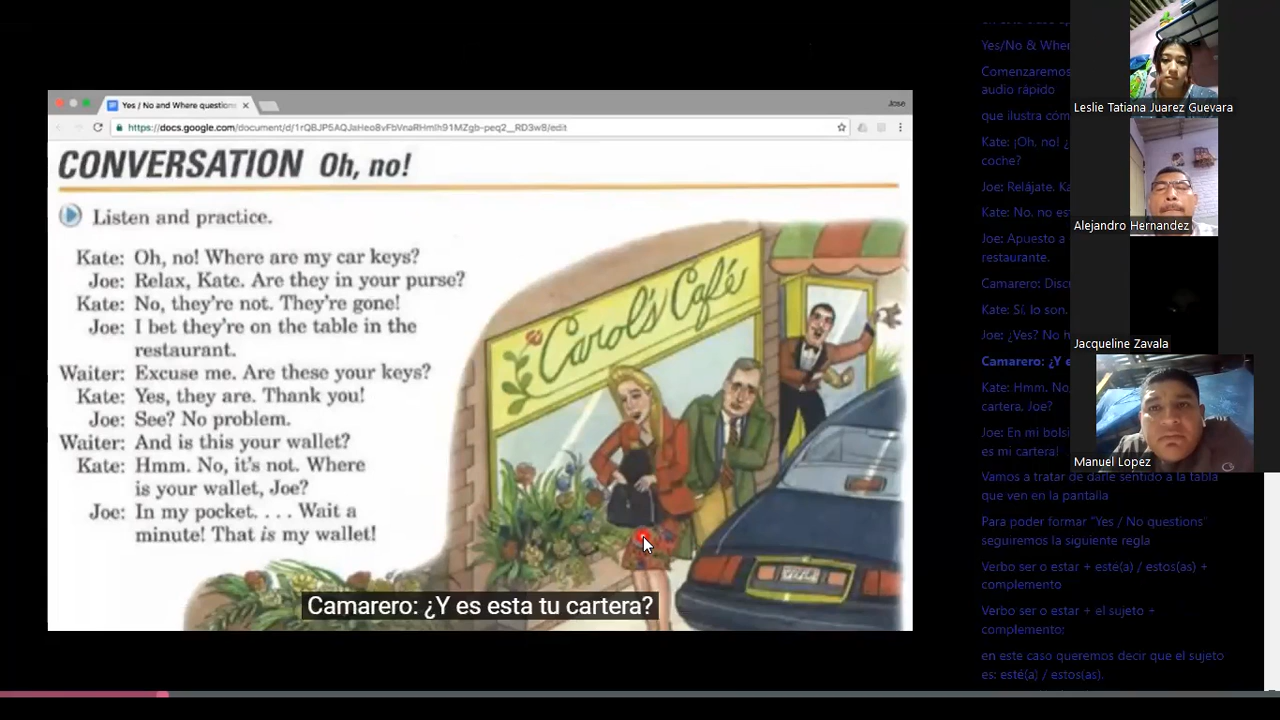 Yes / No and Where questions
Jose
https://docs.google.com/document/d/1rQBJP5AQJaHeo8vFbVnaRHmlh91MZgb-peq2__RD3w8/edit
CONVERSATION Oh, no!
Listen and practice.
Kate: Oh, no! Where are my car keys?
Joe: Relax, Kate. Are they in your purse?
Kate: No, they're not. They're gone!
Joe: I bet they're on the table in the
restaurant.
Waiter: Excuse me. Are these your keys?
Kate: Yes, they are. Thank you!
Joe: See? No problem.
Waiter: And is this your wallet?
Kate: Hmm. No, it's not. Where
is your wallet, Joe?
Joe: In my pocket. . . . Wait a
minute! That is my wallet!
Carol's Café
Camarero: ¿Y es esta tu cartera?
Yes/No & Wher
Comenzaremos
audio rápido
que ilustra cóm
Kate: ¡Oh, no! ¿
coche?
Joe: Relájate. Ka
Kate: No. no est
Joe: Apuesto a
restaurante.
Camarero: Discu
Kate: Sí, lo son.
Joe: ¿Ves? No h
Camarero: ¿Y e
Kate: Hmm. No,
cartera, Joe?
Joe: En mi bolsi
es mi cartera!
Vamos a tratar de darle sentido a la tabla
que ven en la pantalla
Para poder formar "Yes / No questions"
seguiremos la siguiente regla
Verbo ser o estar + esté(a) / estos(as) +
complemento
Verbo ser o estar + el sujeto +
complemento:
en este caso queremos decir que el sujeto
es: esté(a) / estos(as).
Leslie Tatiana Juarez Guevara
Alejandro Hernandez
Jacqueline Zavala
Manuel Lopez